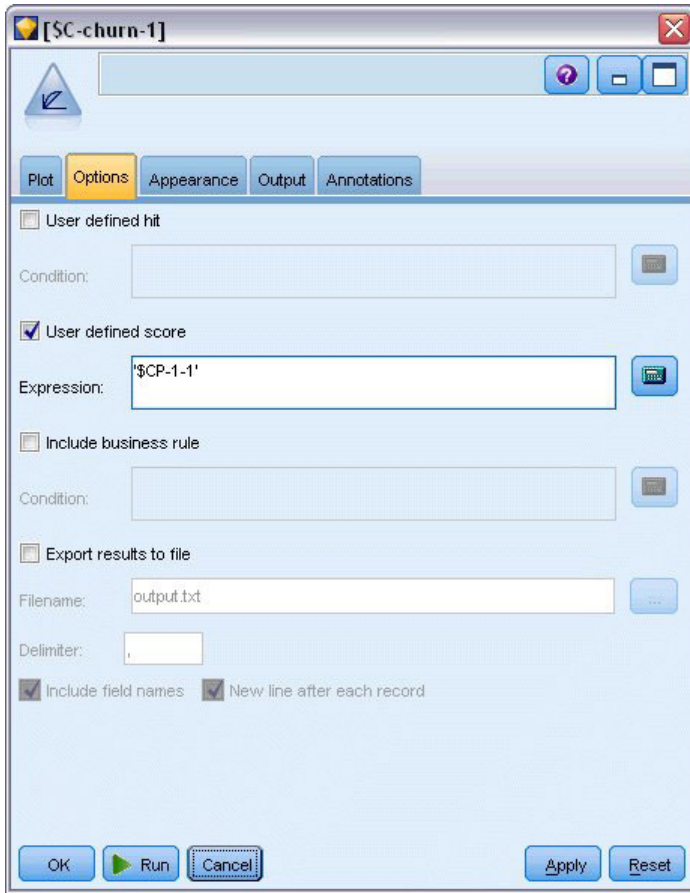 [$C-churn-1]
Plot Options Appearance Output Annotations
User defined hit
Condition:
User defined score
'$CP-1-1'
Expression:
Include business rule
Condition:
Export results to file
Filename: output.txt ...
Delimiter: ,
Include field names New line after each record
OK Run Cancel Apply Reset